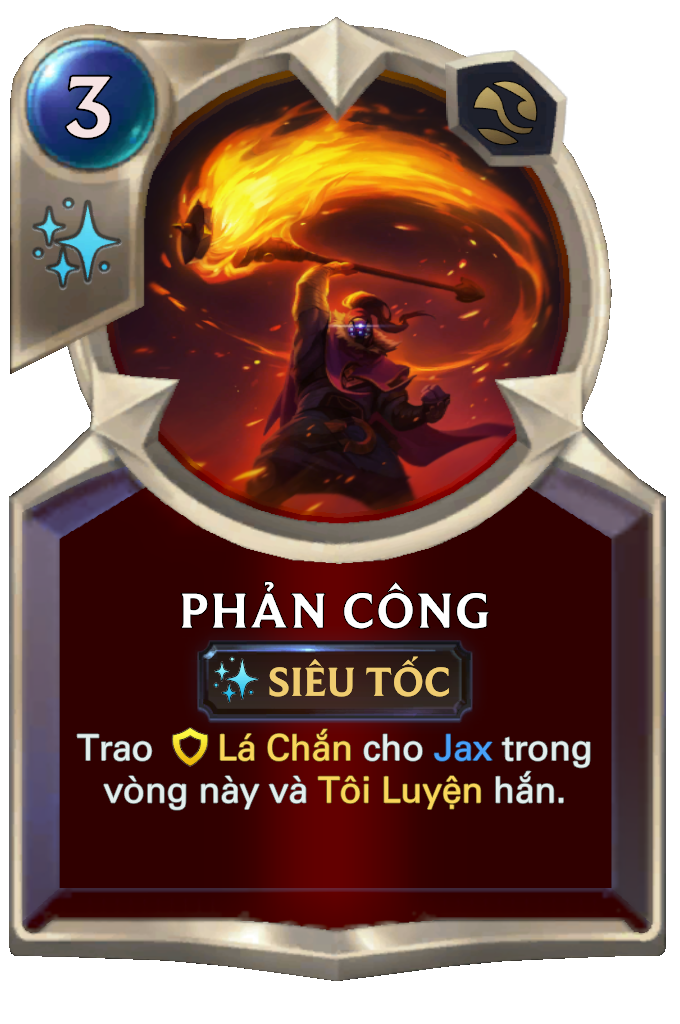 3
PHẢN CÔNG
SIÊU TỐC
Trao Lá Chắn cho Jax trong
vòng này và Tôi Luyện hắn.